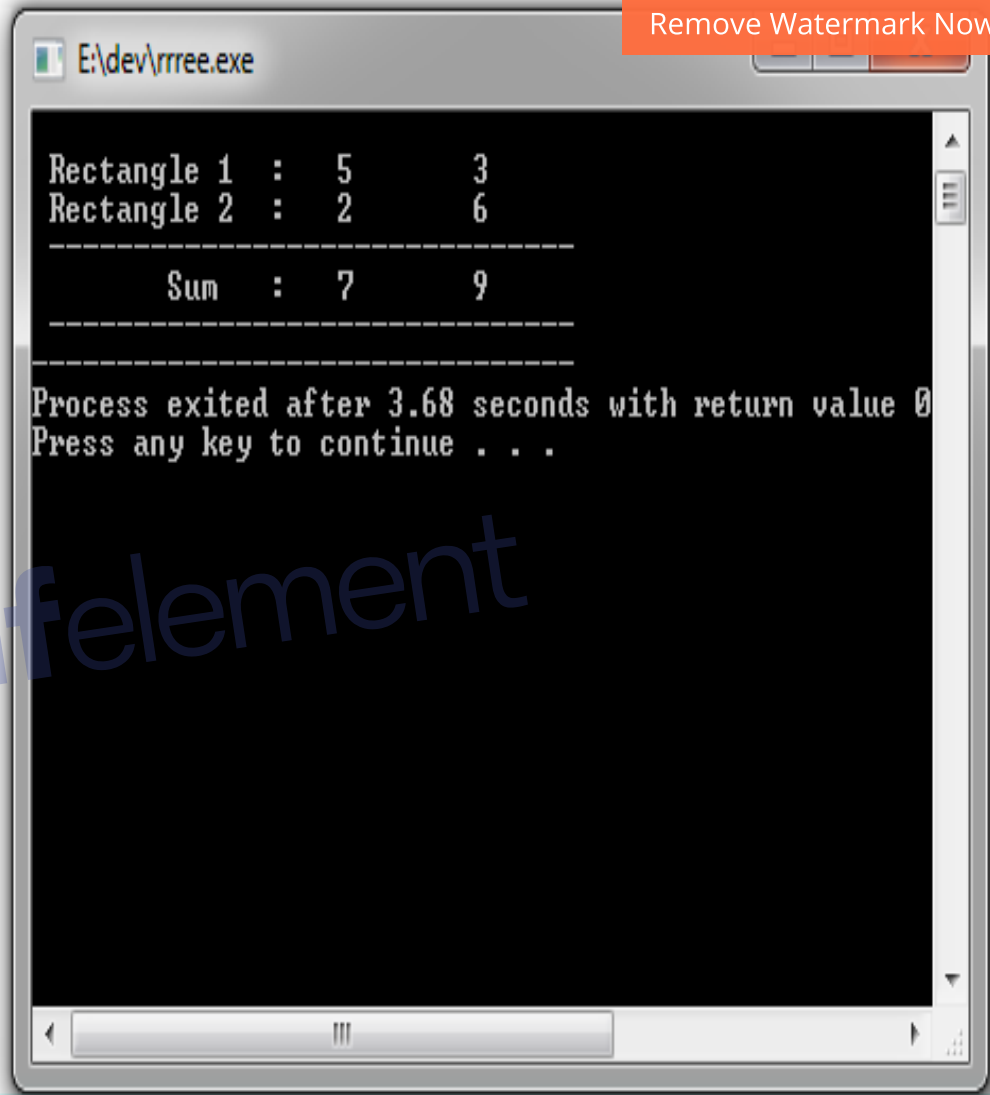 Remove Watermark Now
E:\dev\rrree.exe
Rectangle 1 : 5 3
Rectangle 2 : 2 6
-------------------------------
Sum : 7 9
-------------------------------
--------------------------------
Process exited after 3.68 seconds with return value 0
Press any key to continue . . .
felement